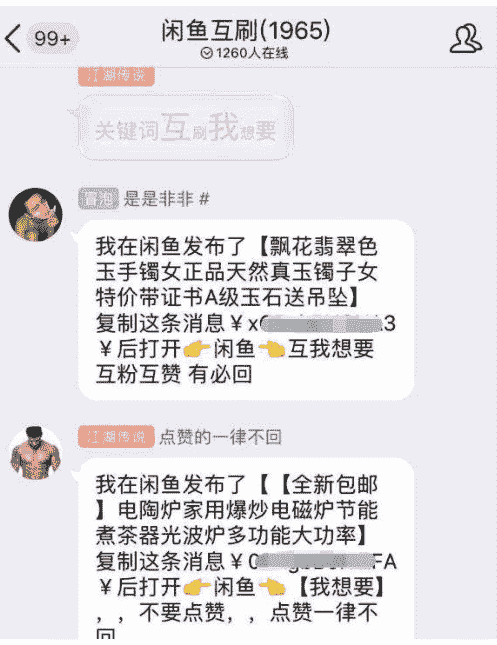 99+
闲鱼互刷(1965)
1260人在线
江湖传说
关键词互刷我想要
冒泡 是是非非 #
我在闲鱼发布了【飘花翡翠色
玉手镯女正品天然真玉镯子女
特价带证书A级玉石送吊坠】
复制这条消息￥x 3
￥后打开👉闲鱼👈互我想要
互粉互赞 有必回
江湖传说 点赞的一律不回
我在闲鱼发布了【【全新包邮
】电陶炉家用爆炒电磁炉节能
煮茶器光波炉多功能大功率】
复制这条消息￥0 FA
￥后打开👉闲鱼👈【我想要】
，，不要点赞，，点赞一律不
回